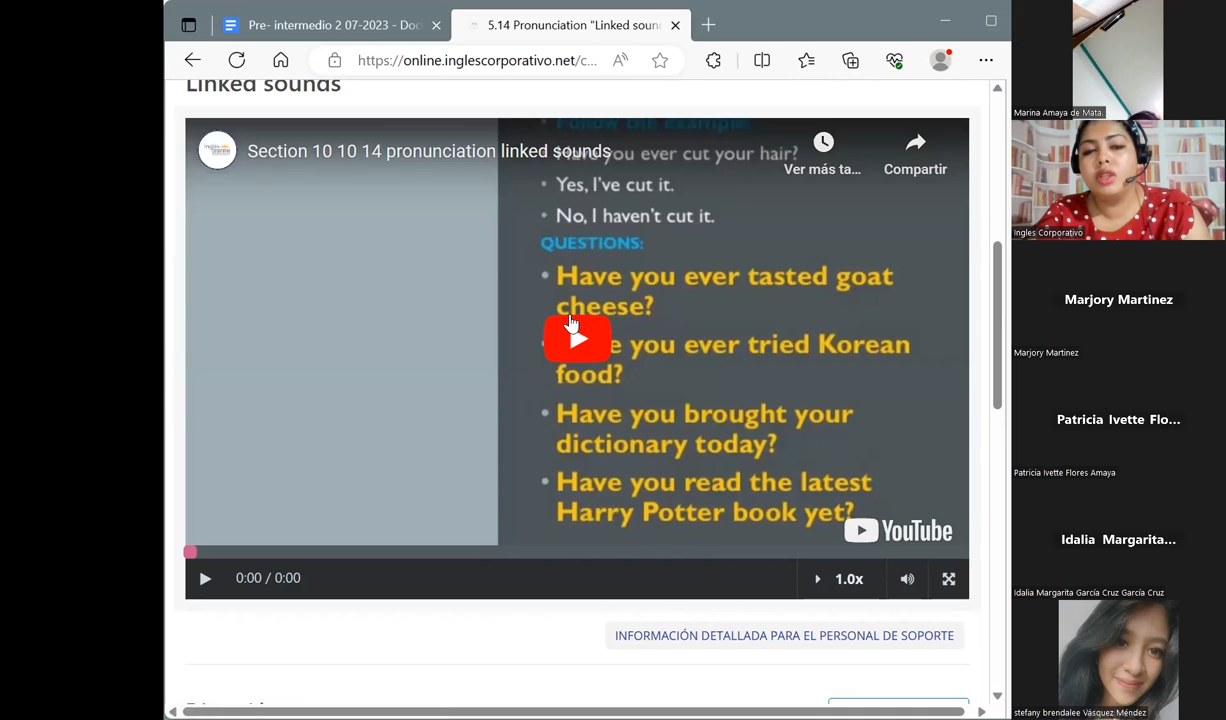 Pre- intermedio 2 07-2023 - Doc
5.14 Pronunciation "Linked soun
https://online.inglescorporativo.net/c...
Linked sounds
Section 10 10 14 pronunciation linked sounds
Ver más ta...
Compartir
Follow the Example:
Have you ever cut your hair?
• Yes, I've cut it.
• No, I haven't cut it.
QUESTIONS:
• Have you ever tasted goat
cheese?
you ever tried Korean
food?
• Have you brought your
dictionary today?
• Have you read the latest
Harry Potter book yet?
YouTube
0:00 / 0:00
1.0x
INFORMACIÓN DETALLADA PARA EL PERSONAL DE SOPORTE
Marina Amaya de Mata.
Ingles Corporativo
Marjory Martinez
Marjory Martinez
Patricia Ivette Flo...
Patricia Ivette Flores Amaya
Idalia Margarita...
Idalia Margarita García Cruz García Cruz
stefany brendalee Vásquez Méndez